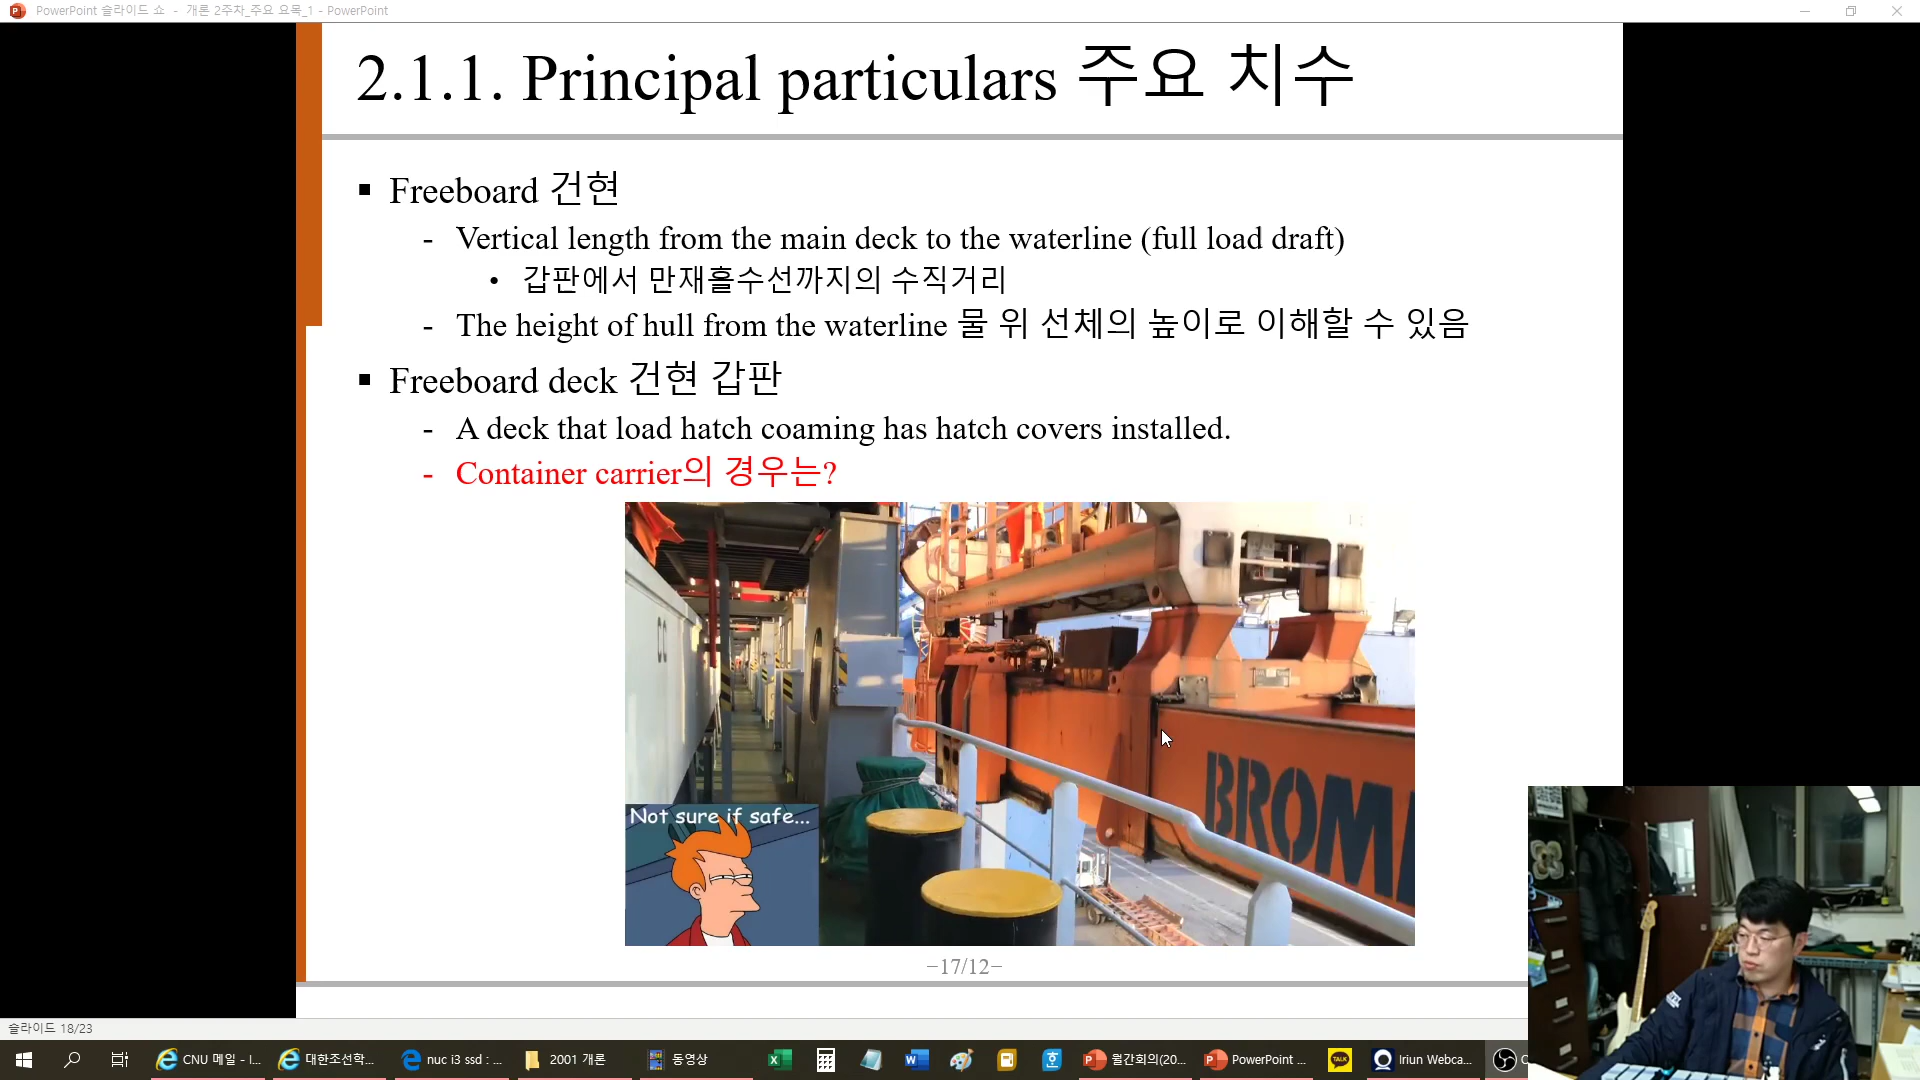 PowerPoint 슬라이드 쇼 - 개론 2주차_주요 요목_1 - PowerPoint
2.1.1. Principal particulars 주요 치수
▪ Freeboard 건현
- Vertical length from the main deck to the waterline (full load draft)
• 갑판에서 만재흘수선까지의 수직거리
- The height of hull from the waterline 물 위 선체의 높이로 이해할 수 있음
▪ Freeboard deck 건현 갑판
- A deck that load hatch coaming has hatch covers installed.
- Container carrier의 경우는?
BROM
Not sure if safe...
−17/12−
슬라이드 18/23
CNU 메일 - I...
대한조선학...
nuc i3 ssd : ...
2001 개론
동영상
월간회의(20...
PowerPoint ...
TALK
Iriun Webca...